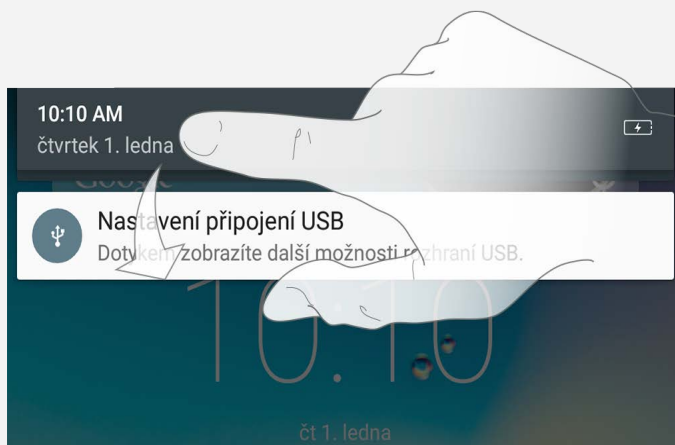 10:10 AM
čtvrtek 1. ledna
Google
Nastavení připojení USB
Dotykem zobrazíte další možnosti rozhraní USB.
10:10
čt 1. ledna